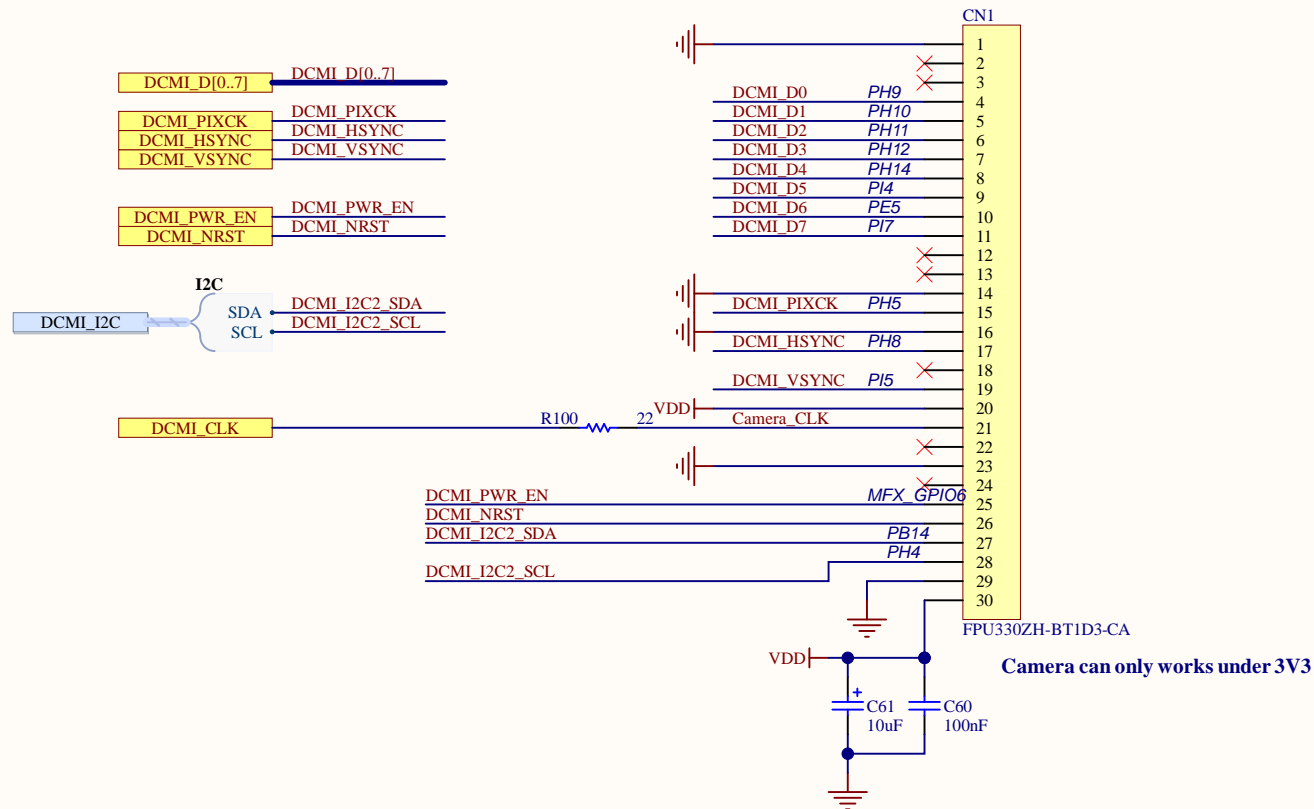 CN1
DCMI_D[0..7] DCMI_D[0..7]
DCMI_PIXCK DCMI_PIXCK
DCMI_HSYNC DCMI_HSYNC
DCMI_VSYNC DCMI_VSYNC
DCMI_PWR_EN DCMI_PWR_EN
DCMI_NRST DCMI_NRST
I2C
DCMI_I2C SDA DCMI_I2C2_SDA
SCL DCMI_I2C2_SCL
DCMI_CLK R100 22 Camera_CLK 21
1
2
3
DCMI_D0 PH9 4
DCMI_D1 PH10 5
DCMI_D2 PH11 6
DCMI_D3 PH12 7
DCMI_D4 PH14 8
DCMI_D5 PI4 9
DCMI_D6 PE5 10
DCMI_D7 PI7 11
12
13
14
DCMI_PIXCK PH5 15
16
DCMI_HSYNC PH8 17
18
DCMI_VSYNC PI5 19
VDD 20
22
23
24
DCMI_PWR_EN MFX_GPIO6 25
DCMI_NRST 26
DCMI_I2C2_SDA PB14 27
DCMI_I2C2_SCL PH4 28
29
30
FPU330ZH-BT1D3-CA
VDD
Camera can only works under 3V3
+
C61
10uF
C60
100nF